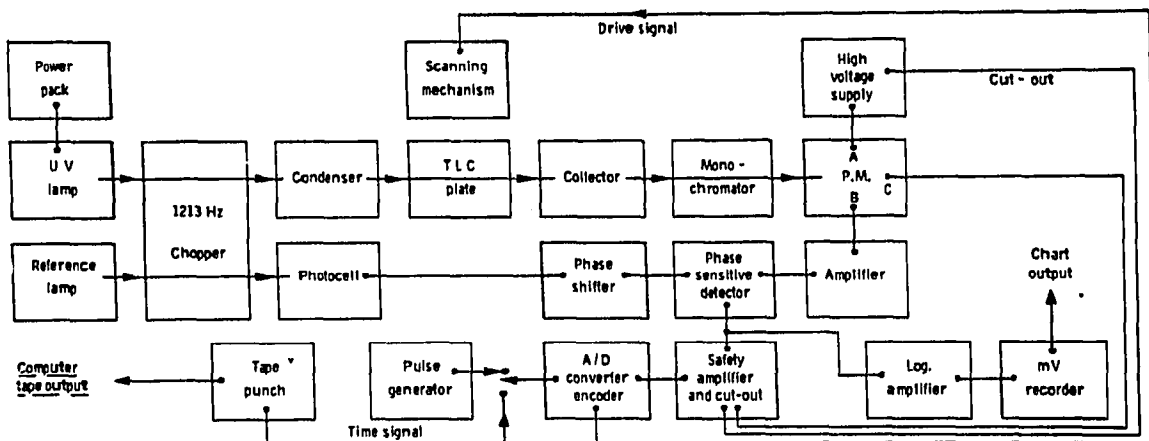 Drive signal
Power
pack
Scanning
mechanism
High
voltage
supply
Cut - out
U V
lamp
1213 Hz
Chopper
Condenser
T L C
plate
Collector
Mono -
chromator
A
P.M.
C
B
Reference
lamp
Photocell
Phase
shifter
Phase
sensitive
detector
Amplifier
Chart
output
Computer
tape output
Tape
punch
Pulse
generator
A / D
converter
encoder
Safety
amplifier
and cut-out
Log.
amplifier
mV
recorder
Time signal